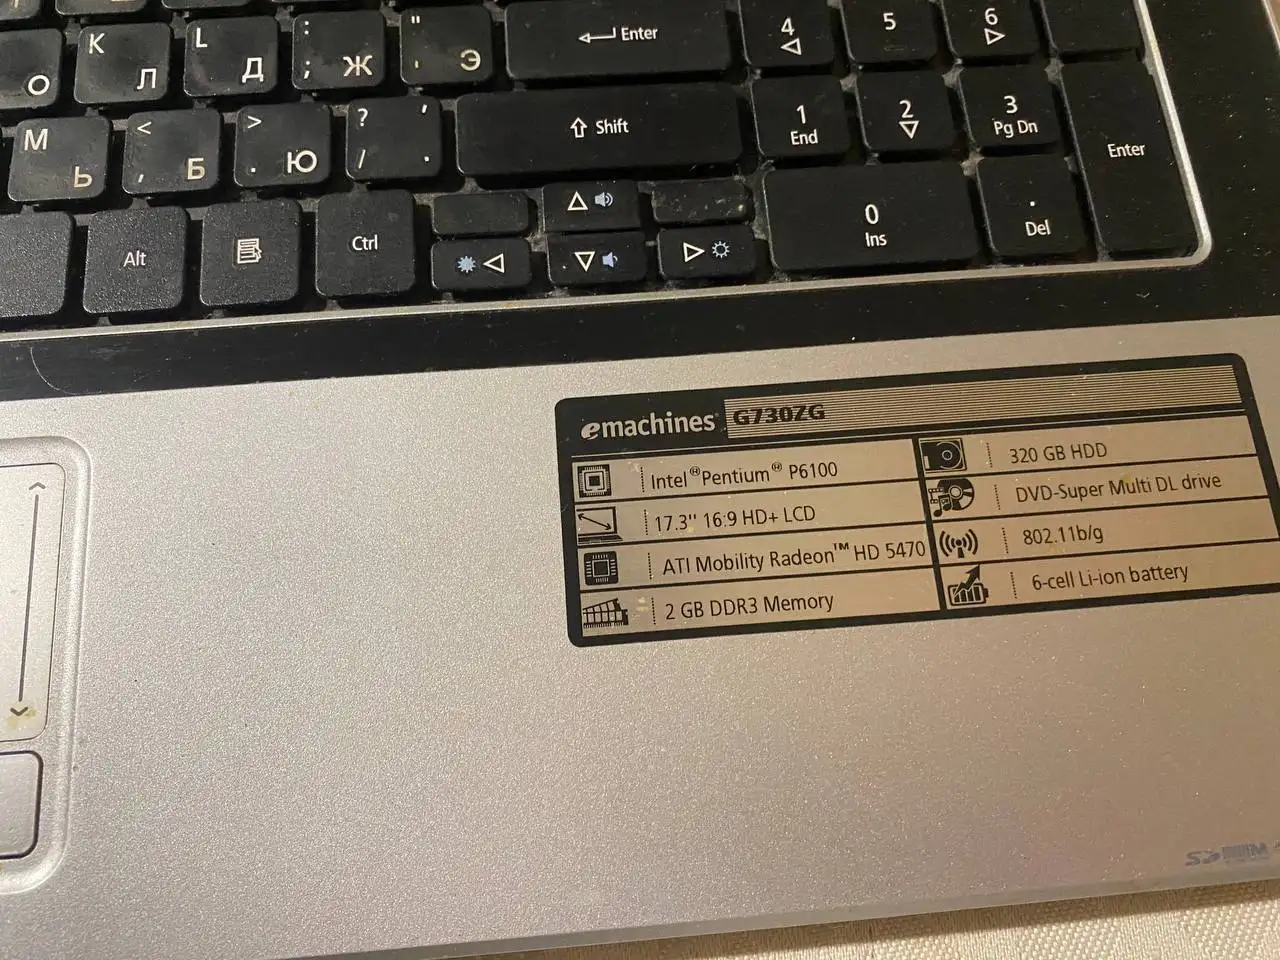 4 5 6
K Л L Д : ; Ж " ' Э Enter
О
1 End 2 3 Pg Dn
M Ь < , Б > . Ю ? / ' . Shift
Enter
0 Ins . Del
Alt Ctrl
emachines G730ZG
Intel® Pentium® P6100
17.3'' 16:9 HD+ LCD
ATI Mobility Radeon™ HD 5470
2 GB DDR3 Memory
320 GB HDD
DVD-Super Multi DL drive
802.11b/g
6-cell Li-ion battery